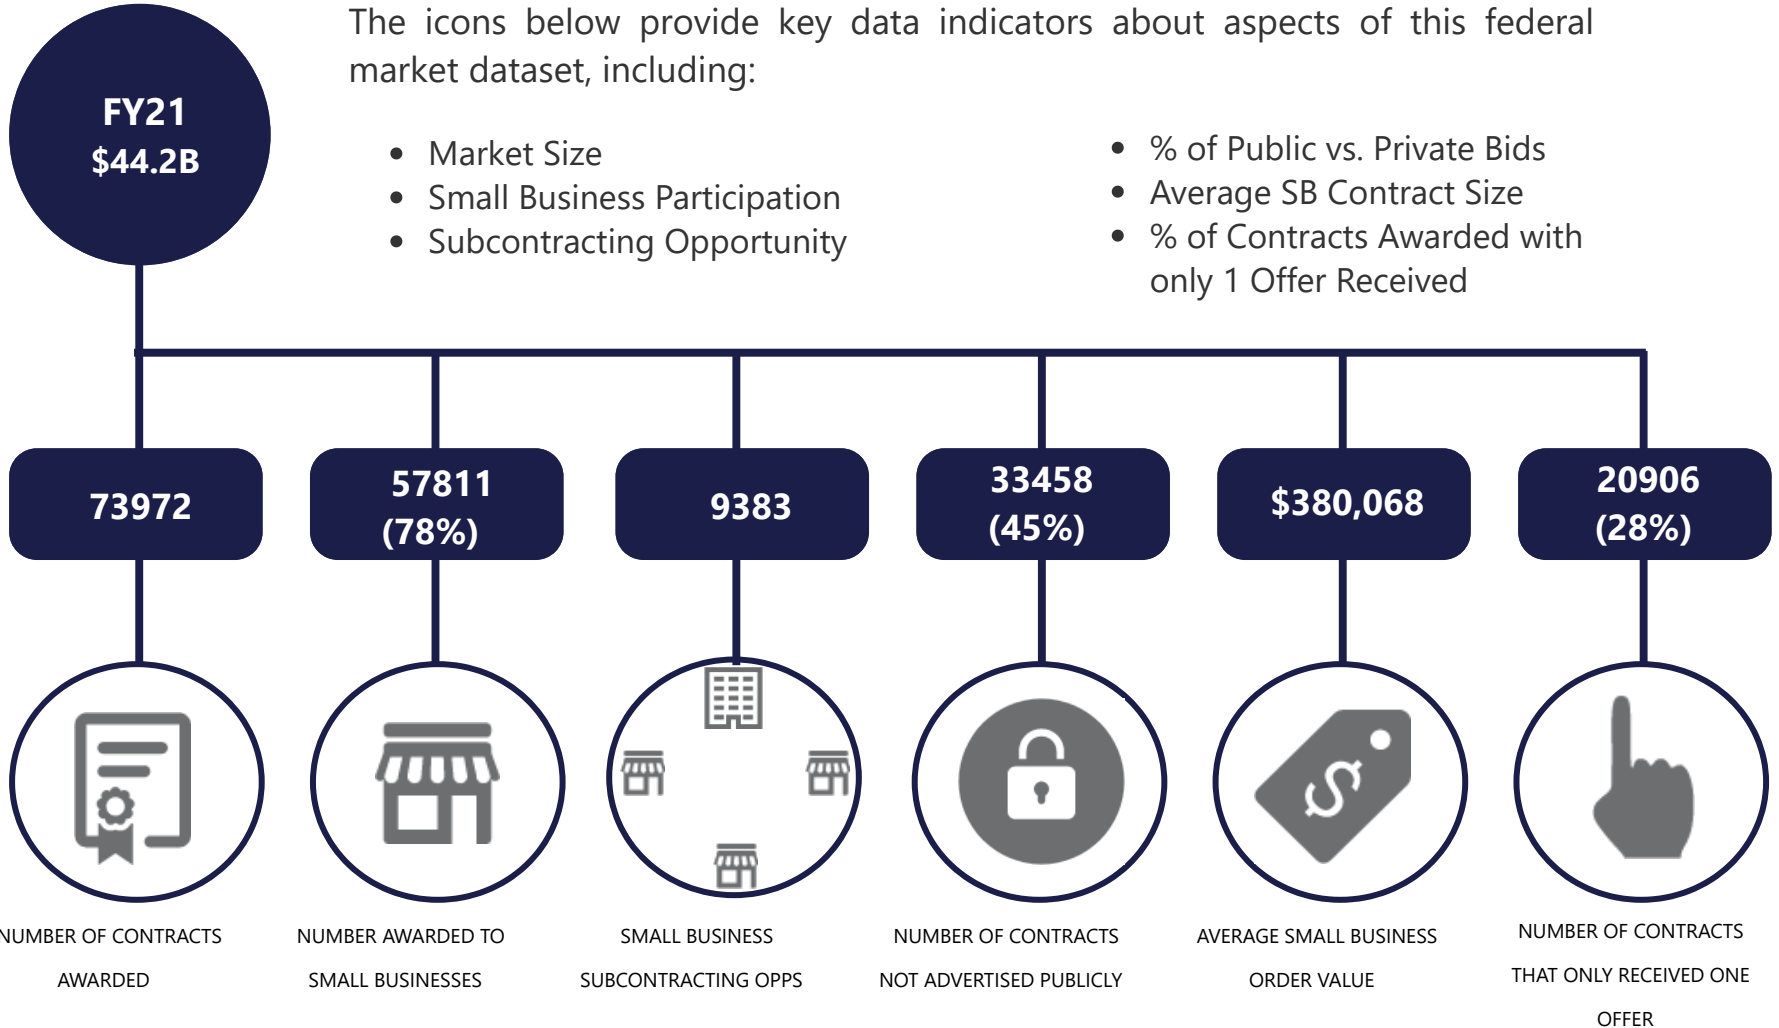 The icons below provide key data indicators about aspects of this federal
market dataset, including:
FY21
$44.2B
• Market Size
• Small Business Participation
• Subcontracting Opportunity
• % of Public vs. Private Bids
• Average SB Contract Size
• % of Contracts Awarded with
only 1 Offer Received
73972
57811
(78%)
9383
33458
(45%)
$380,068
20906
(28%)
$
NUMBER OF CONTRACTS
AWARDED
NUMBER AWARDED TO
SMALL BUSINESSES
SMALL BUSINESS
SUBCONTRACTING OPPS
NUMBER OF CONTRACTS
NOT ADVERTISED PUBLICLY
AVERAGE SMALL BUSINESS
ORDER VALUE
NUMBER OF CONTRACTS
THAT ONLY RECEIVED ONE
OFFER